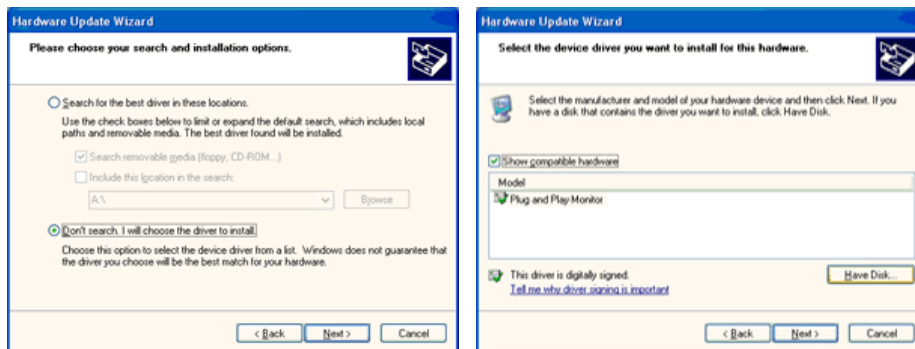 Hardware Update Wizard
Please choose your search and installation options.
Search for the best driver in these locations.
Use the check boxes below to limit or expand the default search, which includes local
paths and removable media. The best driver found will be installed.
Search removable media (floppy, CD-ROM...)
Include this location in the search:
A:\
Browse
Don't search. I will choose the driver to install.
Choose this option to select the device driver from a list. Windows does not guarantee that
the driver you choose will be the best match for your hardware.
< Back
Next >
Cancel
Hardware Update Wizard
Select the device driver you want to install for this hardware.
Select the manufacturer and model of your hardware device and then click Next. If you
have a disk that contains the driver you want to install, click Have Disk.
Show compatible hardware
Model
Plug and Play Monitor
This driver is digitally signed.
Tell me why driver signing is important
Have Disk...
< Back
Next >
Cancel